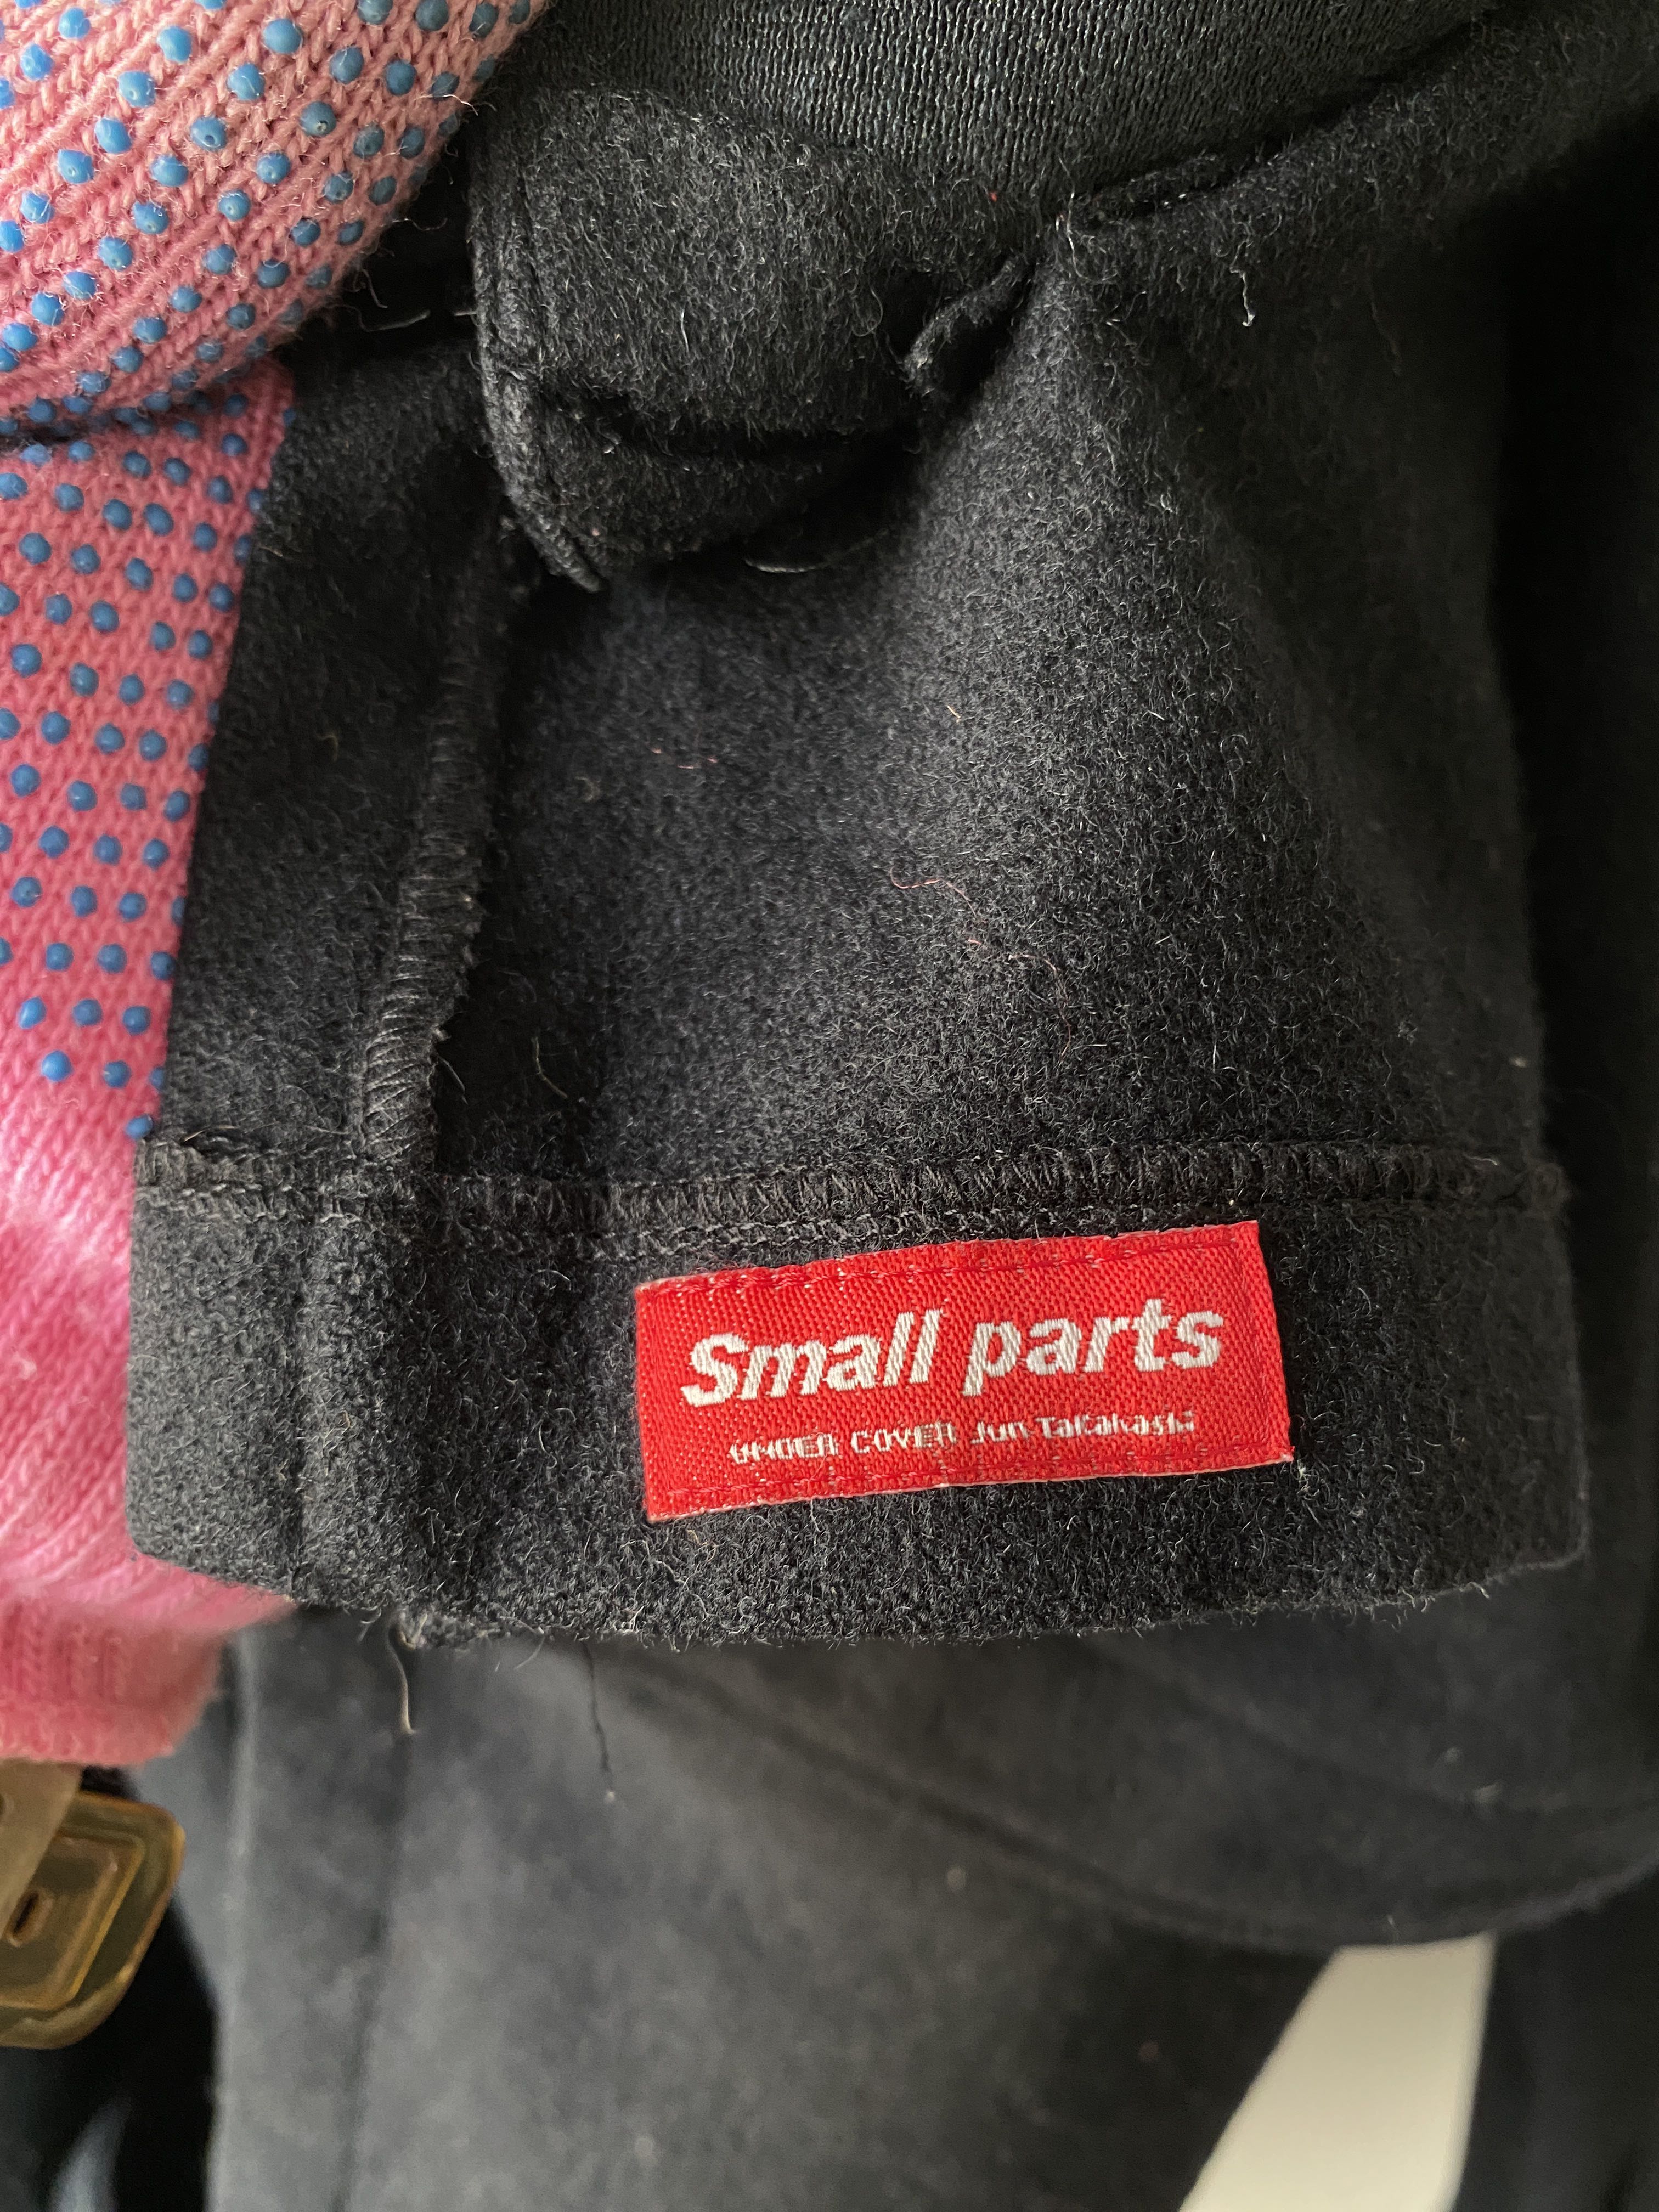 Small parts
UNDER COVER Jun Takahashi